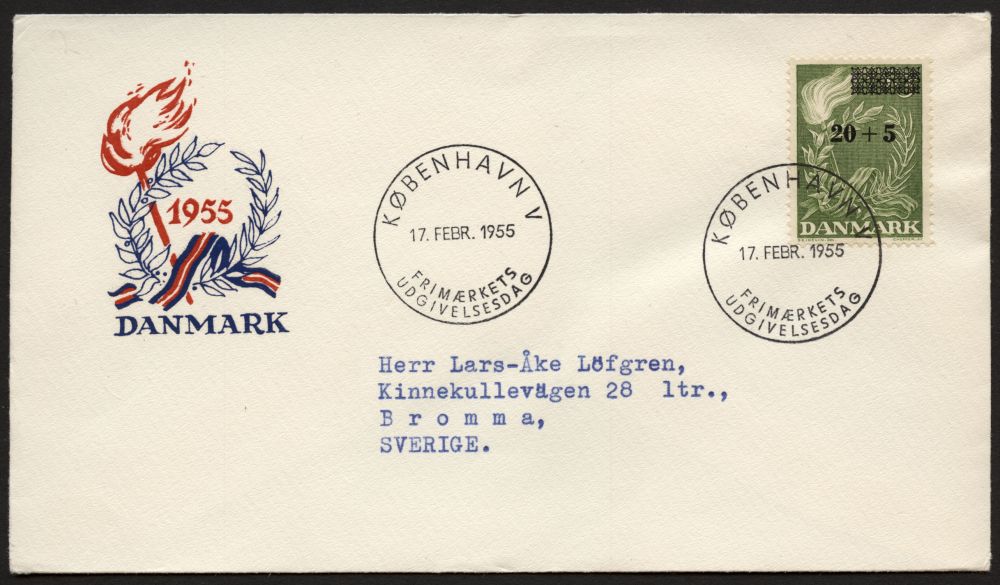 1955
DANMARK
KØBENHAVN V
17. FEBR. 1955
FRIMÆRKETS
UDGIVELSESDAG
20 + 5
DANMARK
KØBENHAVN V
17. FEBR. 1955
FRIMÆRKETS
UDGIVELSESDAG
Herr Lars-Åke Löfgren,
Kinnekullevägen 28 ltr.,
Bromma,
SVERIGE.